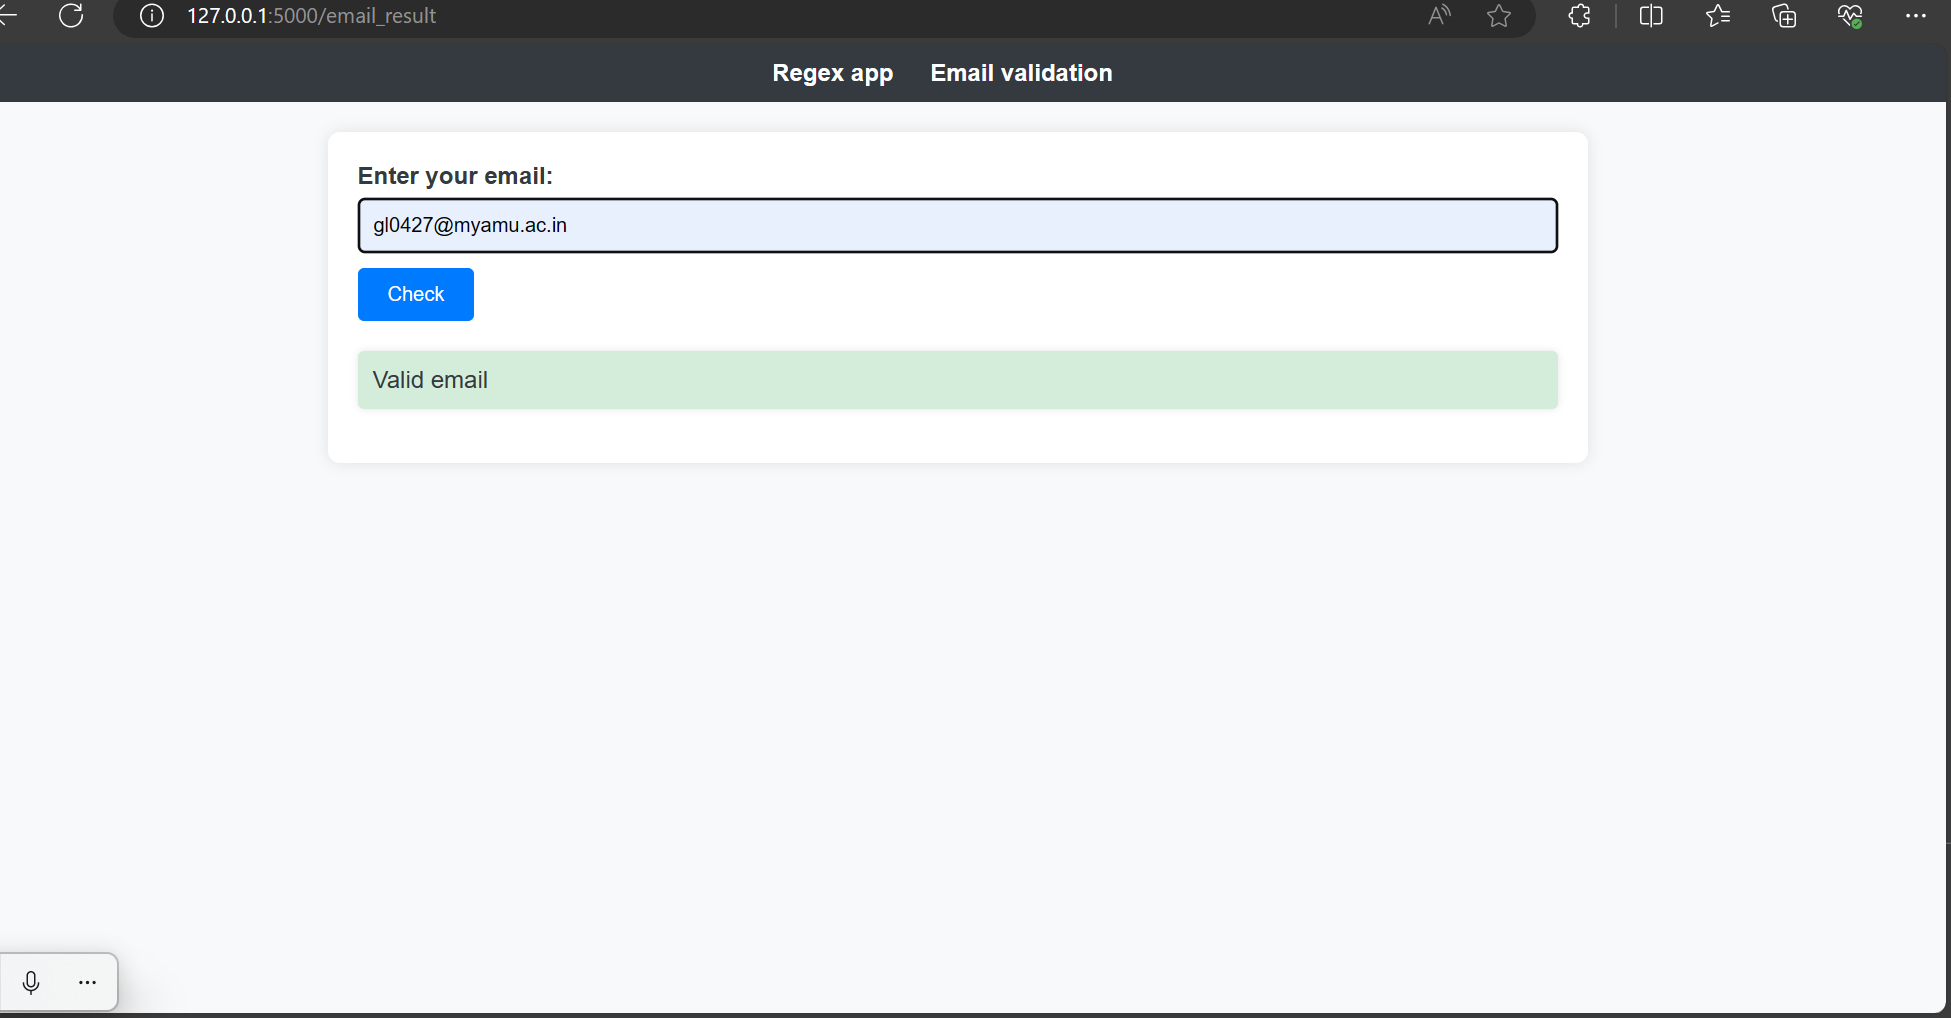 127.0.0.1:5000/email_result
Regex app Email validation
Enter your email:
gl0427@myamu.ac.in
Check
Valid email